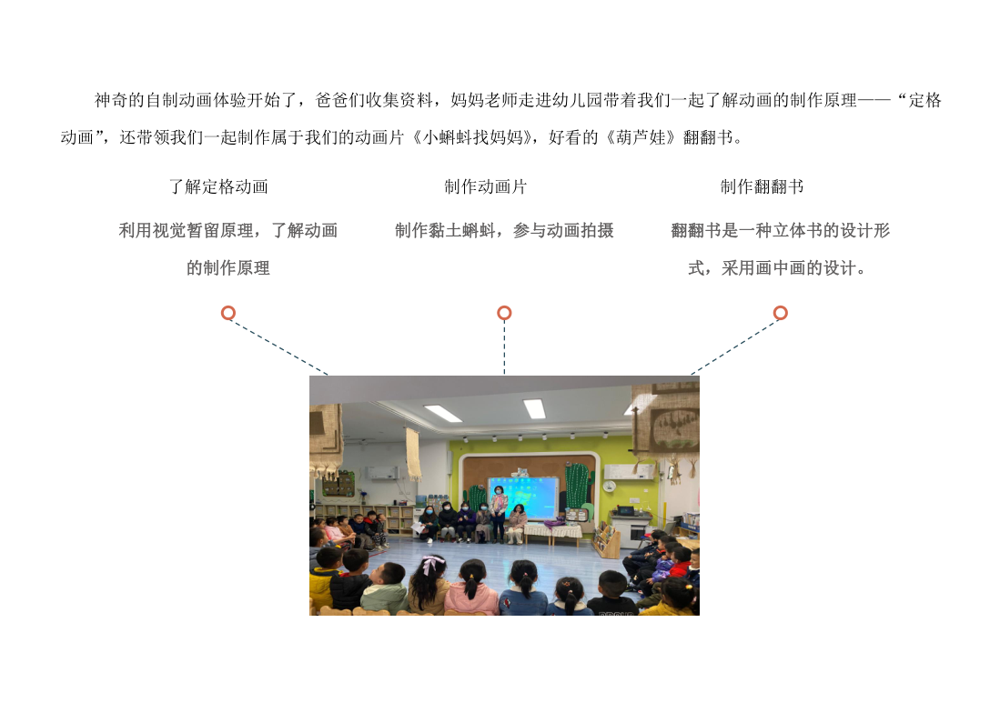 神奇的自制动画体验开始了，爸爸们收集资料，妈妈老师走进幼儿园带着我们一起了解动画的制作原理——“定格
动画”，还带领我们一起制作属于我们的动画片《小蝌蚪找妈妈》，好看的《葫芦娃》翻翻书。
了解定格动画
利用视觉暂留原理，了解动画
的制作原理
制作动画片
制作黏土蝌蚪，参与动画拍摄
制作翻翻书
翻翻书是一种立体书的设计形
式，采用画中画的设计。